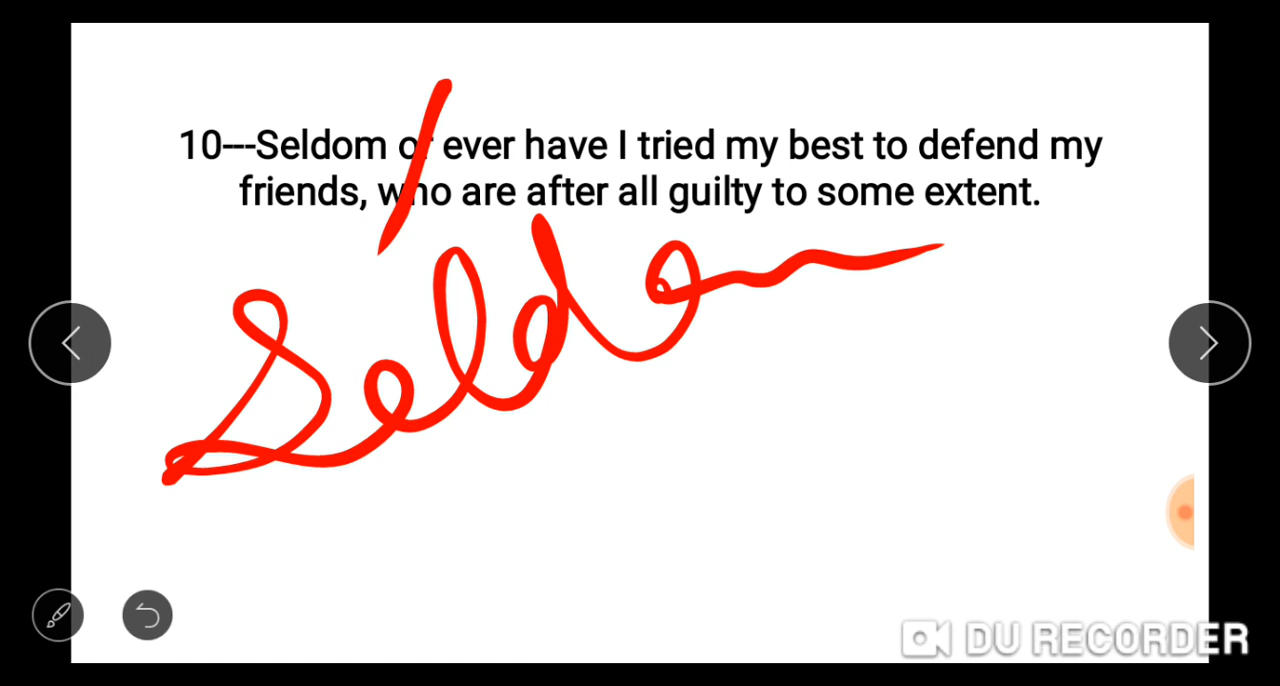 10---Seldom or ever have I tried my best to defend my
friends, who are after all guilty to some extent.
Seldom
DU RECORDER